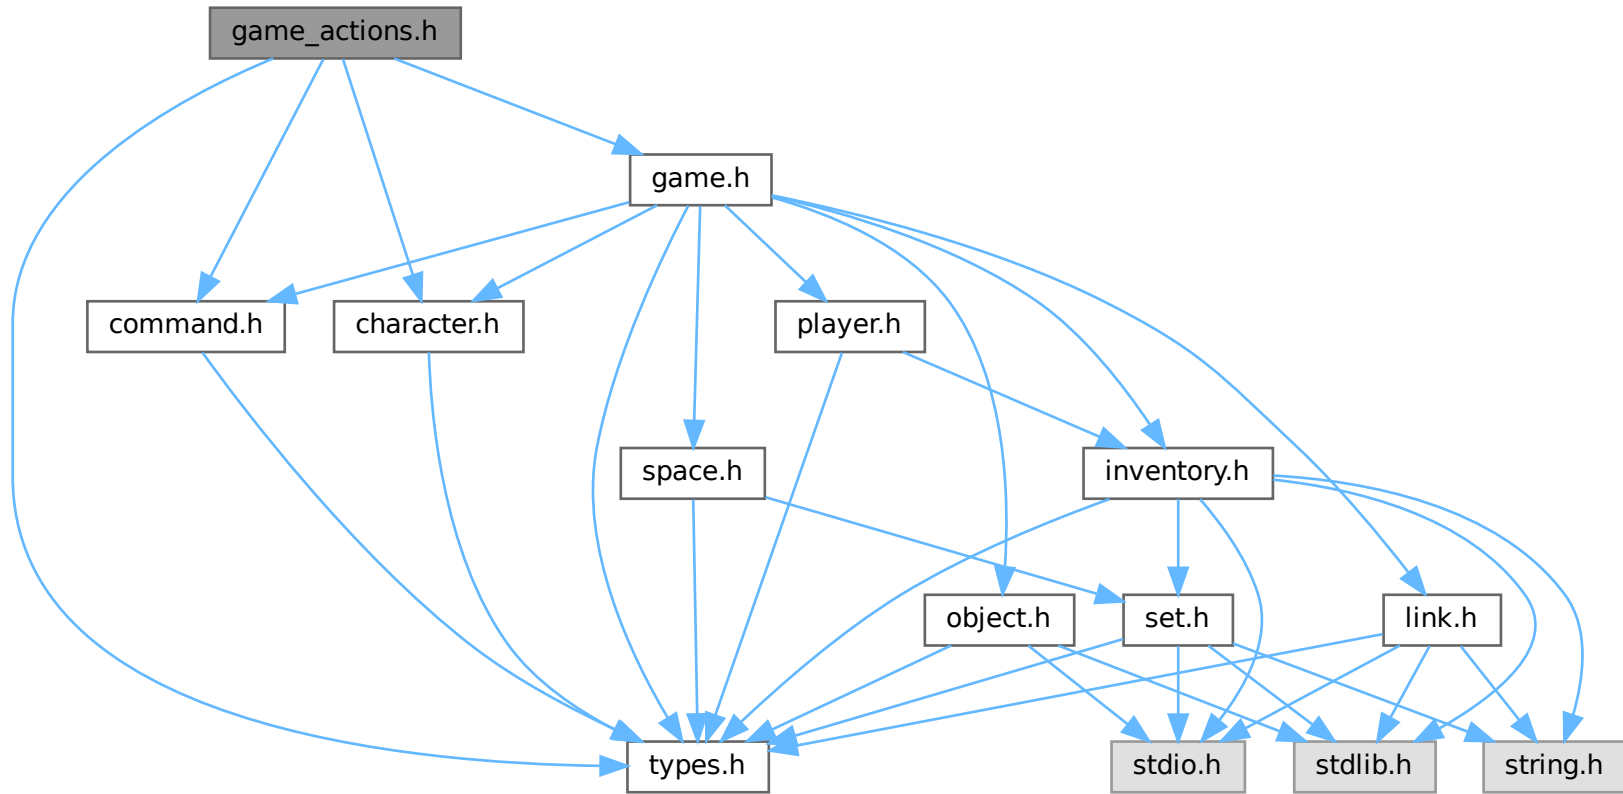 game_actions.h
game.h
command.h
character.h
player.h
space.h
inventory.h
object.h
set.h
link.h
types.h
stdio.h
stdlib.h
string.h